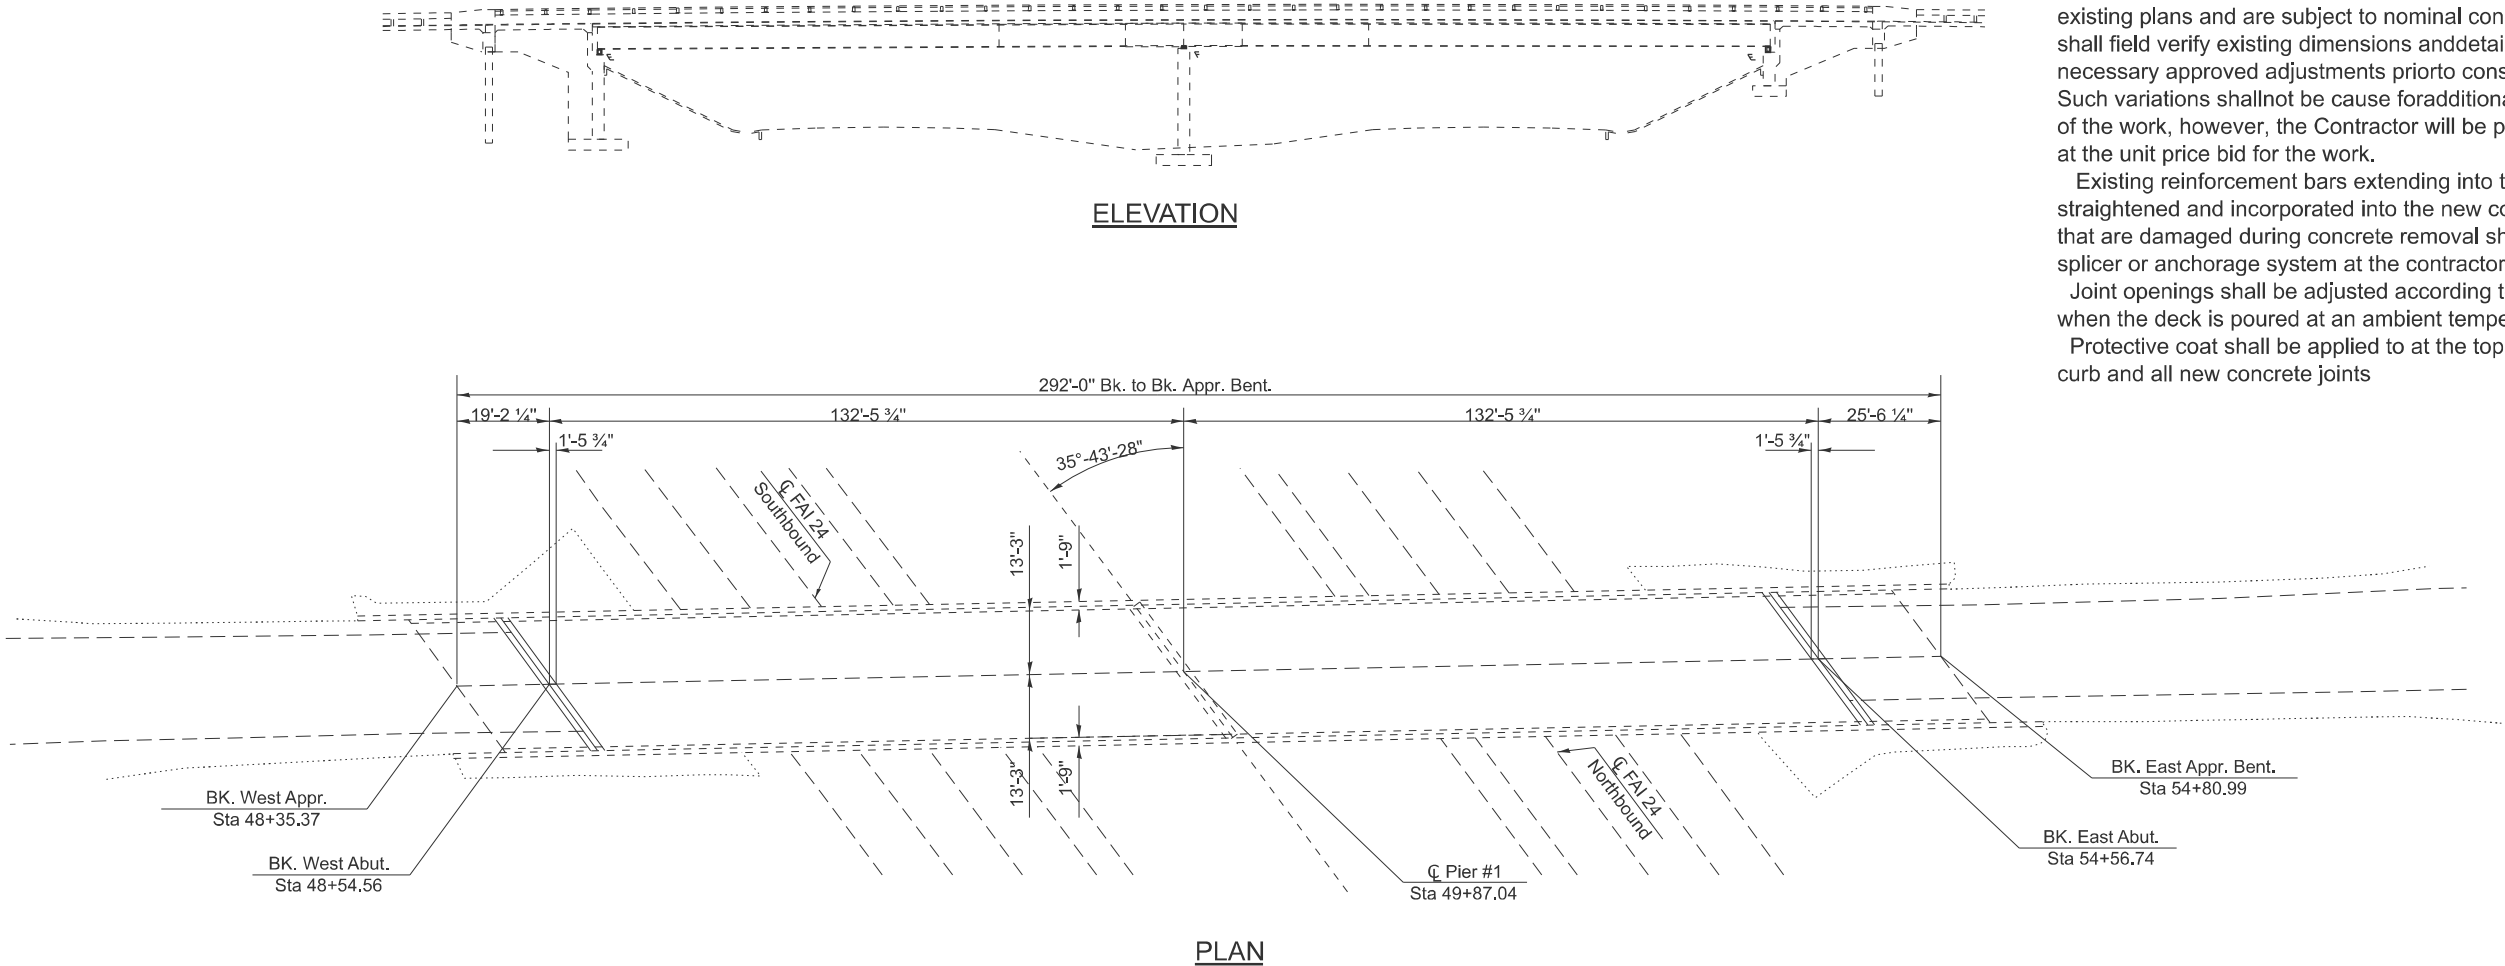 existing plans and are subject to nominal con
shall field verify existing dimensions anddetai
necessary approved adjustments priorto cons
Such variations shallnot be cause foradditiona
of the work, however, the Contractor will be p
at the unit price bid for the work.
Existing reinforcement bars extending into t
straightened and incorporated into the new co
that are damaged during concrete removal sh
splicer or anchorage system at the contractor
Joint openings shall be adjusted according t
when the deck is poured at an ambient tempe
Protective coat shall be applied to at the top
curb and all new concrete joints
ELEVATION
292'-0" Bk. to Bk. Appr. Bent.
19'-2 ¼"
132'-5 ¾"
132'-5 ¾"
25'-6 ¼"
1'-5 ¾"
1'-5 ¾"
35°-43'-28"
℄ FAI 24
Southbound
13'-3"
1'-9"
13'-3"
1'-9"
℄ FAI 24
Northbound
BK. West Appr.
Sta 48+35.37
BK. West Abut.
Sta 48+54.56
℄ Pier #1
Sta 49+87.04
BK. East Appr. Bent.
Sta 54+80.99
BK. East Abut.
Sta 54+56.74
PLAN